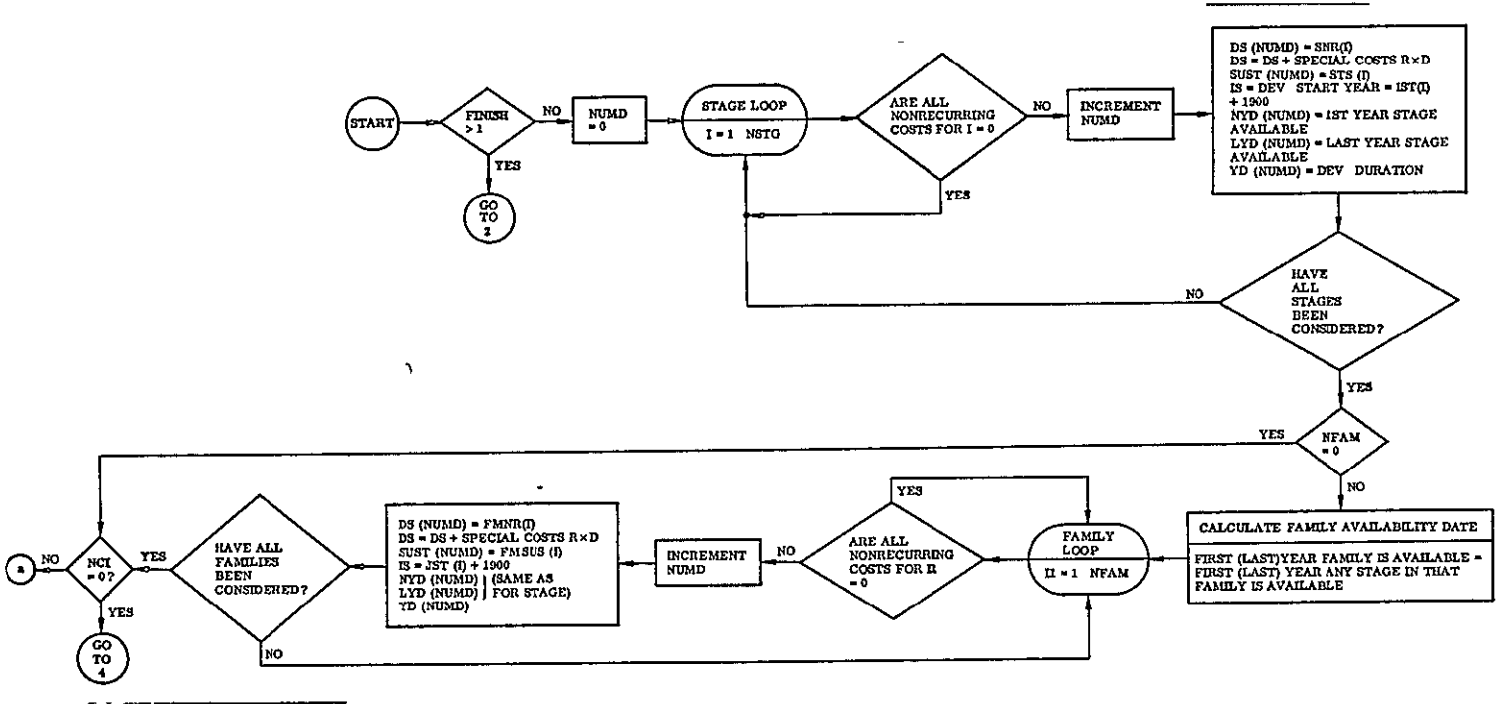 START
FINISH
> 1
NO
YES
GO
TO
2
NUMD
= 0
STAGE LOOP
I = 1 NSTG
ARE ALL
NONRECURRING
COSTS FOR I = 0
NO
YES
INCREMENT
NUMD
DS (NUMD) = SNR(I)
DS = DS + SPECIAL COSTS R×D
SUST (NUMD) = STS (I)
IS = DEV START YEAR = IST(I)
+ 1900
NYD (NUMD) = 1ST YEAR STAGE
AVAILABLE
LYD (NUMD) = LAST YEAR STAGE
AVAILABLE
YD (NUMD) = DEV DURATION
HAVE
ALL
STAGES
BEEN
CONSIDERED?
NO
YES
NFAM
= 0
YES
NO
CALCULATE FAMILY AVAILABILITY DATE
FIRST (LAST)YEAR FAMILY IS AVAILABLE =
FIRST (LAST) YEAR ANY STAGE IN THAT
FAMILY IS AVAILABLE
FAMILY
LOOP
I1 = 1 NFAM
ARE ALL
NONRECURRING
COSTS FOR I1
= 0
YES
NO
INCREMENT
NUMD
DS (NUMD) = FMNR(I)
DS = DS + SPECIAL COSTS R×D
SUST (NUMD) = FMSUS (I)
IS = JST (I) + 1900
NYD (NUMD) (SAME AS
LYD (NUMD) FOR STAGE)
YD (NUMD)
HAVE ALL
FAMILIES
BEEN
CONSIDERED?
YES
NO
NCI
= 0?
NO
a
YES
GO
TO
4